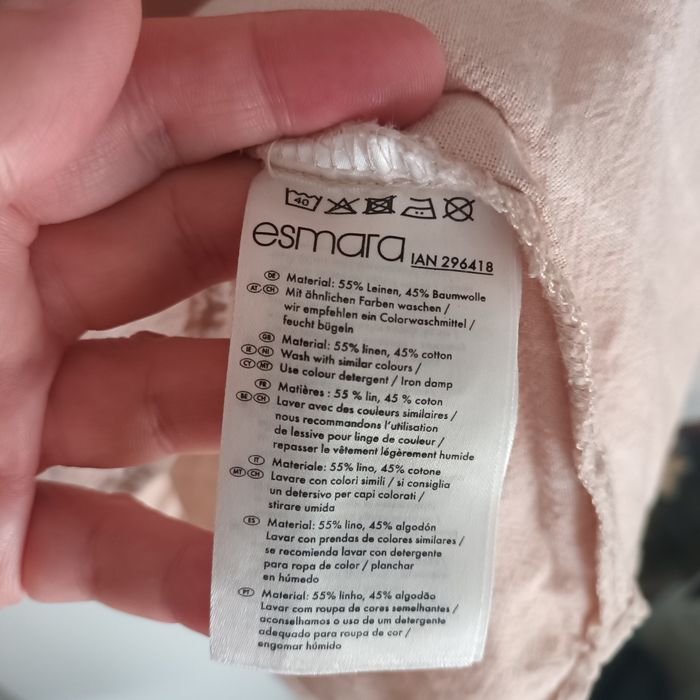 40
esmara IAN 296418
DE Material: 55% Leinen, 45% Baumwolle
AT CH Mit ähnlichen Farben waschen /
wir empfehlen ein Colorwaschmittel /
feucht bügeln
GB Material: 55% linen, 45% cotton
IE NI Wash with similar colours /
CY MT Use colour detergent / Iron damp
FR Matières : 55 % lin, 45 % coton
BE CH Laver avec des couleurs similaires /
nous recommandons l'utilisation
de lessive pour linge de couleur /
repasser le vêtement légèrement humide
IT Materiale: 55% lino, 45% cotone
MT CH Lavare con colori simili / si consiglia
un detersivo per capi colorati /
stirare umida
ES Material: 55% lino, 45% algodón
Lavar con prendas de colores similares /
se recomienda lavar con detergente
para ropa de color / planchar
en húmedo
PT Material: 55% linho, 45% algodão
Lavar com roupa de cores semelhantes /
aconselhamos o uso de um detergente
adequado para roupa de cor /
engomar húmido